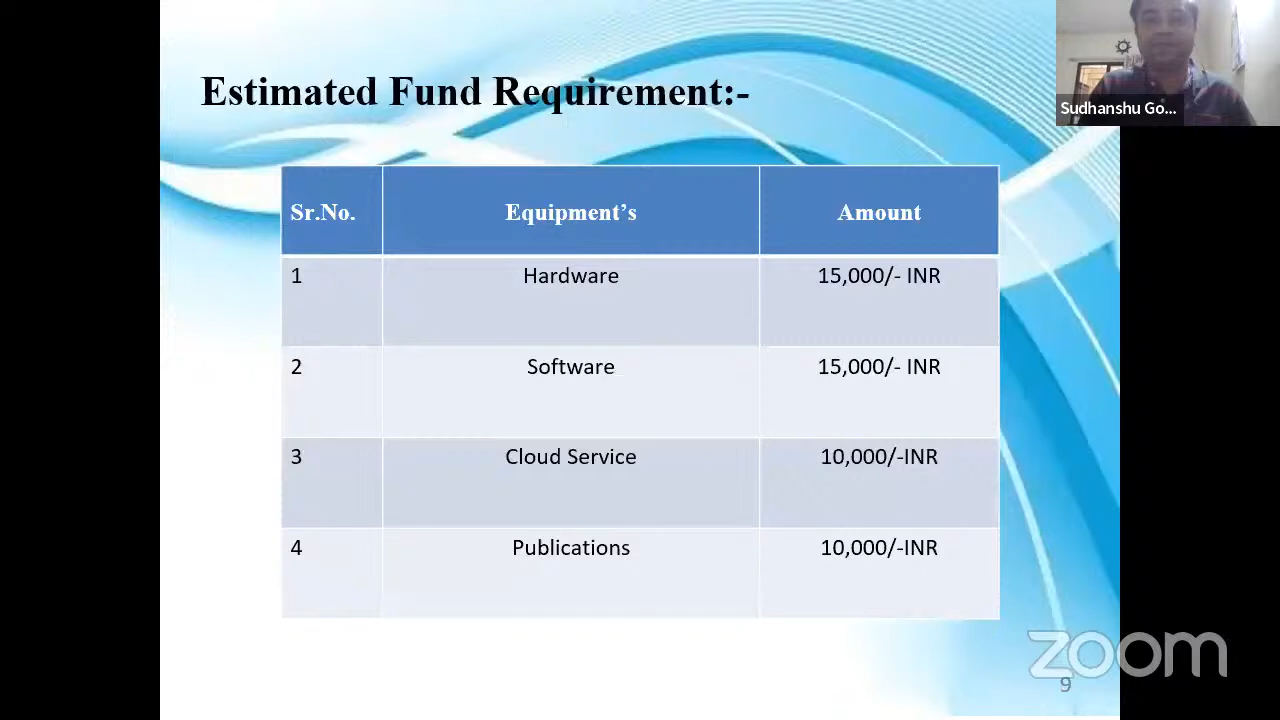 Estimated Fund Requirement:-
Sudhanshu Go...
Sr.No. Equipment’s Amount
1 Hardware 15,000/- INR
2 Software 15,000/- INR
3 Cloud Service 10,000/-INR
4 Publications 10,000/-INR
zoom
9